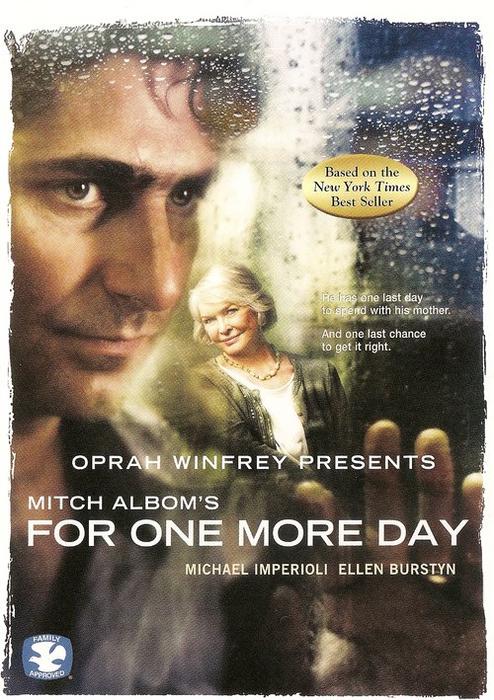 Based on the
New York Times
Best Seller
He has one last day
to spend with his mother.
And one last chance
to get it right.
OPRAH WINFREY PRESENTS
MITCH ALBOM'S
FOR ONE MORE DAY
MICHAEL IMPERIOLI ELLEN BURSTYN
FAMILY
APPROVED